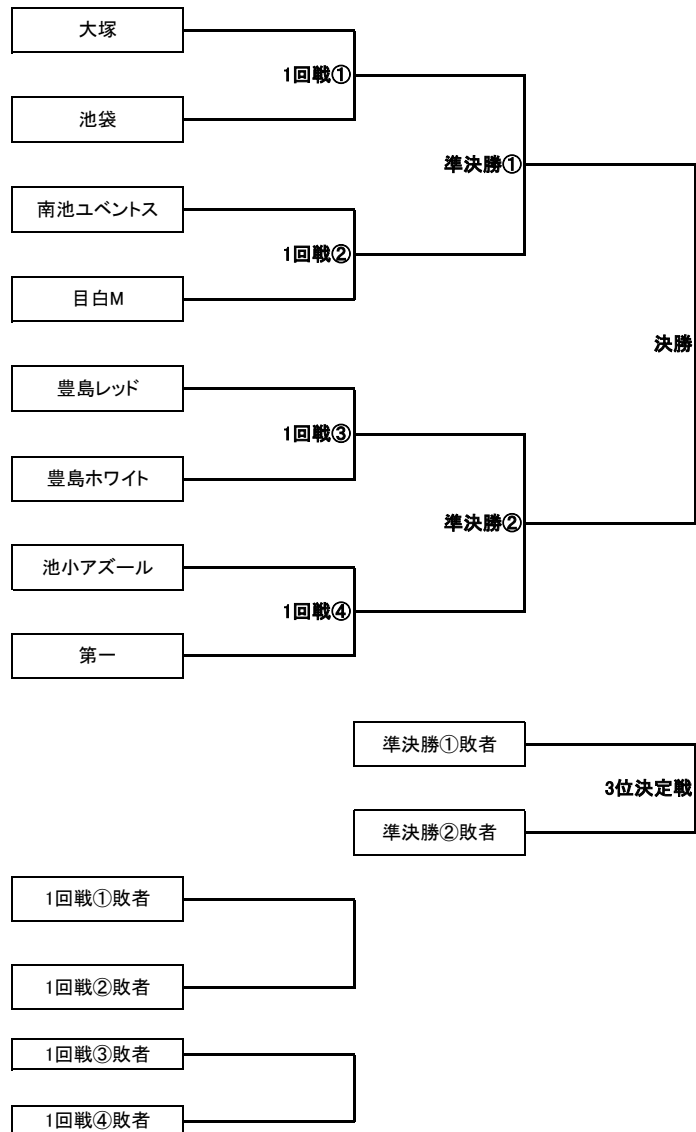 大塚
1回戦①
池袋
準決勝①
南池ユベントス
1回戦②
目白M
決勝
豊島レッド
1回戦③
豊島ホワイト
準決勝②
池小アズール
1回戦④
第一
準決勝①敗者
3位決定戦
準決勝②敗者
1回戦①敗者
1回戦②敗者
1回戦③敗者
1回戦④敗者